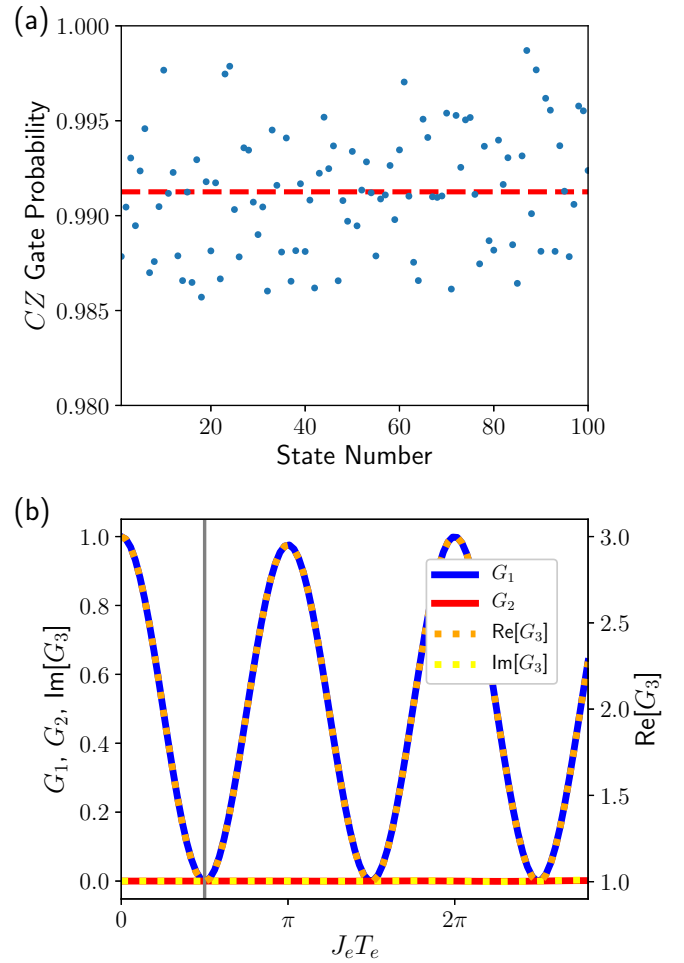 (a)
CZ Gate Probability
1.000
0.995
0.990
0.985
0.980
20
40
60
80
100
State Number
(b)
G₁, G₂, Im[G₃]
1.0
0.8
0.6
0.4
0.2
0.0
G₁
G₂
Re[G₃]
Im[G₃]
3.0
2.5
2.0
1.5
1.0
Re[G₃]
0
π
2π
JₑTₑ